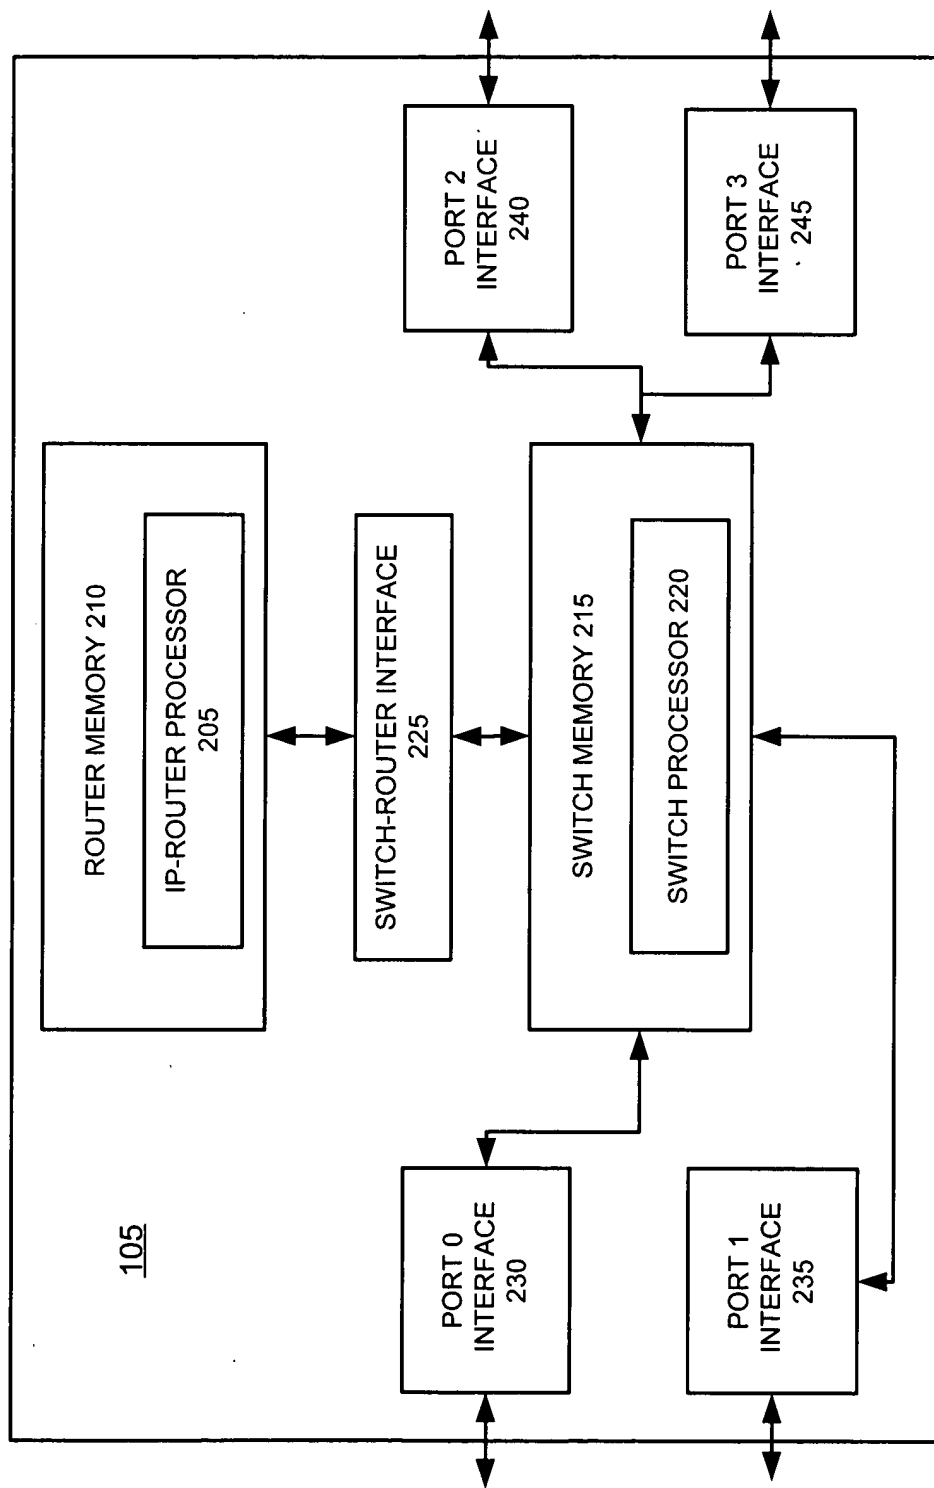 105
ROUTER MEMORY 210
IP-ROUTER PROCESSOR
205
SWITCH-ROUTER INTERFACE
225
PORT 0
INTERFACE
230
SWITCH MEMORY 215
SWITCH PROCESSOR 220
PORT 2
INTERFACE
240
PORT 1
INTERFACE
235
PORT 3
INTERFACE
245